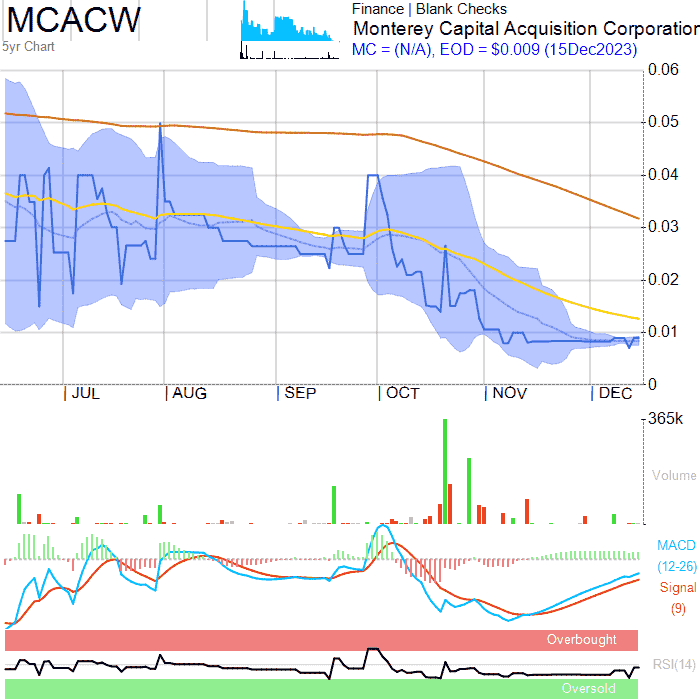 MCACW
5yr Chart
Finance | Blank Checks
Monterey Capital Acquisition Corporation
MC = (N/A), EOD = $0.009 (15Dec2023)
0.06
0.05
0.04
0.03
0.02
0.01
0
JUL AUG SEP OCT NOV DEC
365k
Volume
MACD
(12-26)
Signal
(9)
Overbought
RSI(14)
Oversold